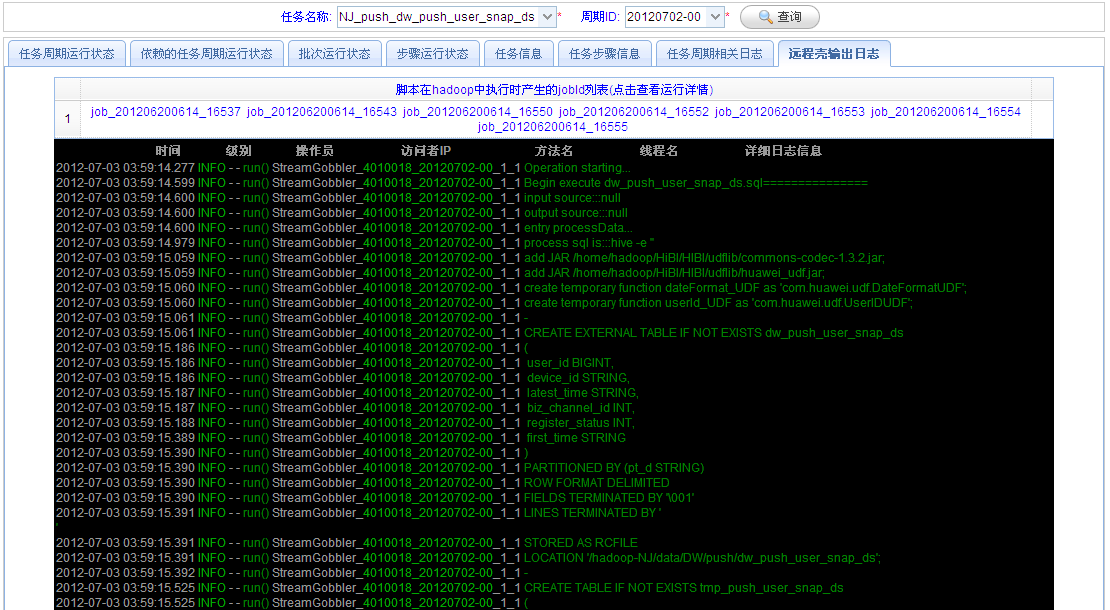 任务名称: NJ_push_dw_push_user_snap_ds * 周期ID: 20120702-00 * 查询
任务周期运行状态 依赖的任务周期运行状态 批次运行状态 步骤运行状态 任务信息 任务步骤信息 任务周期相关日志 远程壳输出日志
脚本在hadoop中执行时产生的jobId列表(点击查看运行详情)
1 job_201206200614_16537 job_201206200614_16543 job_201206200614_16550 job_201206200614_16552 job_201206200614_16553 job_201206200614_16554
job_201206200614_16555
时间 级别 操作员 访问者IP 方法名 线程名 详细日志信息
2012-07-03 03:59:14.277 INFO - - run() StreamGobbler_4010018_20120702-00_1_1 Operation starting...
2012-07-03 03:59:14.599 INFO - - run() StreamGobbler_4010018_20120702-00_1_1 Begin execute dw_push_user_snap_ds.sql===============
2012-07-03 03:59:14.600 INFO - - run() StreamGobbler_4010018_20120702-00_1_1 input source:::null
2012-07-03 03:59:14.600 INFO - - run() StreamGobbler_4010018_20120702-00_1_1 output source:::null
2012-07-03 03:59:14.600 INFO - - run() StreamGobbler_4010018_20120702-00_1_1 entry processData...
2012-07-03 03:59:14.979 INFO - - run() StreamGobbler_4010018_20120702-00_1_1 process sql is:::hive -e "
2012-07-03 03:59:15.059 INFO - - run() StreamGobbler_4010018_20120702-00_1_1 add JAR /home/hadoop/HiBI/HIBI/udflib/commons-codec-1.3.2.jar;
2012-07-03 03:59:15.059 INFO - - run() StreamGobbler_4010018_20120702-00_1_1 add JAR /home/hadoop/HiBI/HIBI/udflib/huawei_udf.jar;
2012-07-03 03:59:15.060 INFO - - run() StreamGobbler_4010018_20120702-00_1_1 create temporary function dateFormat_UDF as 'com.huawei.udf.DateFormatUDF';
2012-07-03 03:59:15.060 INFO - - run() StreamGobbler_4010018_20120702-00_1_1 create temporary function userId_UDF as 'com.huawei.udf.UserIDUDF';
2012-07-03 03:59:15.061 INFO - - run() StreamGobbler_4010018_20120702-00_1_1 -
2012-07-03 03:59:15.061 INFO - - run() StreamGobbler_4010018_20120702-00_1_1 CREATE EXTERNAL TABLE IF NOT EXISTS dw_push_user_snap_ds
2012-07-03 03:59:15.186 INFO - - run() StreamGobbler_4010018_20120702-00_1_1 (
2012-07-03 03:59:15.186 INFO - - run() StreamGobbler_4010018_20120702-00_1_1 user_id BIGINT,
2012-07-03 03:59:15.186 INFO - - run() StreamGobbler_4010018_20120702-00_1_1 device_id STRING,
2012-07-03 03:59:15.187 INFO - - run() StreamGobbler_4010018_20120702-00_1_1 latest_time STRING,
2012-07-03 03:59:15.187 INFO - - run() StreamGobbler_4010018_20120702-00_1_1 biz_channel_id INT,
2012-07-03 03:59:15.188 INFO - - run() StreamGobbler_4010018_20120702-00_1_1 register_status INT,
2012-07-03 03:59:15.389 INFO - - run() StreamGobbler_4010018_20120702-00_1_1 first_time STRING
2012-07-03 03:59:15.390 INFO - - run() StreamGobbler_4010018_20120702-00_1_1 )
2012-07-03 03:59:15.390 INFO - - run() StreamGobbler_4010018_20120702-00_1_1 PARTITIONED BY (pt_d STRING)
2012-07-03 03:59:15.390 INFO - - run() StreamGobbler_4010018_20120702-00_1_1 ROW FORMAT DELIMITED
2012-07-03 03:59:15.390 INFO - - run() StreamGobbler_4010018_20120702-00_1_1 FIELDS TERMINATED BY '\001'
2012-07-03 03:59:15.391 INFO - - run() StreamGobbler_4010018_20120702-00_1_1 LINES TERMINATED BY '
'
2012-07-03 03:59:15.391 INFO - - run() StreamGobbler_4010018_20120702-00_1_1 STORED AS RCFILE
2012-07-03 03:59:15.391 INFO - - run() StreamGobbler_4010018_20120702-00_1_1 LOCATION '/hadoop-NJ/data/DW/push/dw_push_user_snap_ds';
2012-07-03 03:59:15.392 INFO - - run() StreamGobbler_4010018_20120702-00_1_1 -
2012-07-03 03:59:15.525 INFO - - run() StreamGobbler_4010018_20120702-00_1_1 CREATE TABLE IF NOT EXISTS tmp_push_user_snap_ds
2012-07-03 03:59:15.525 INFO - - run() StreamGobbler_4010018_20120702-00_1_1 (